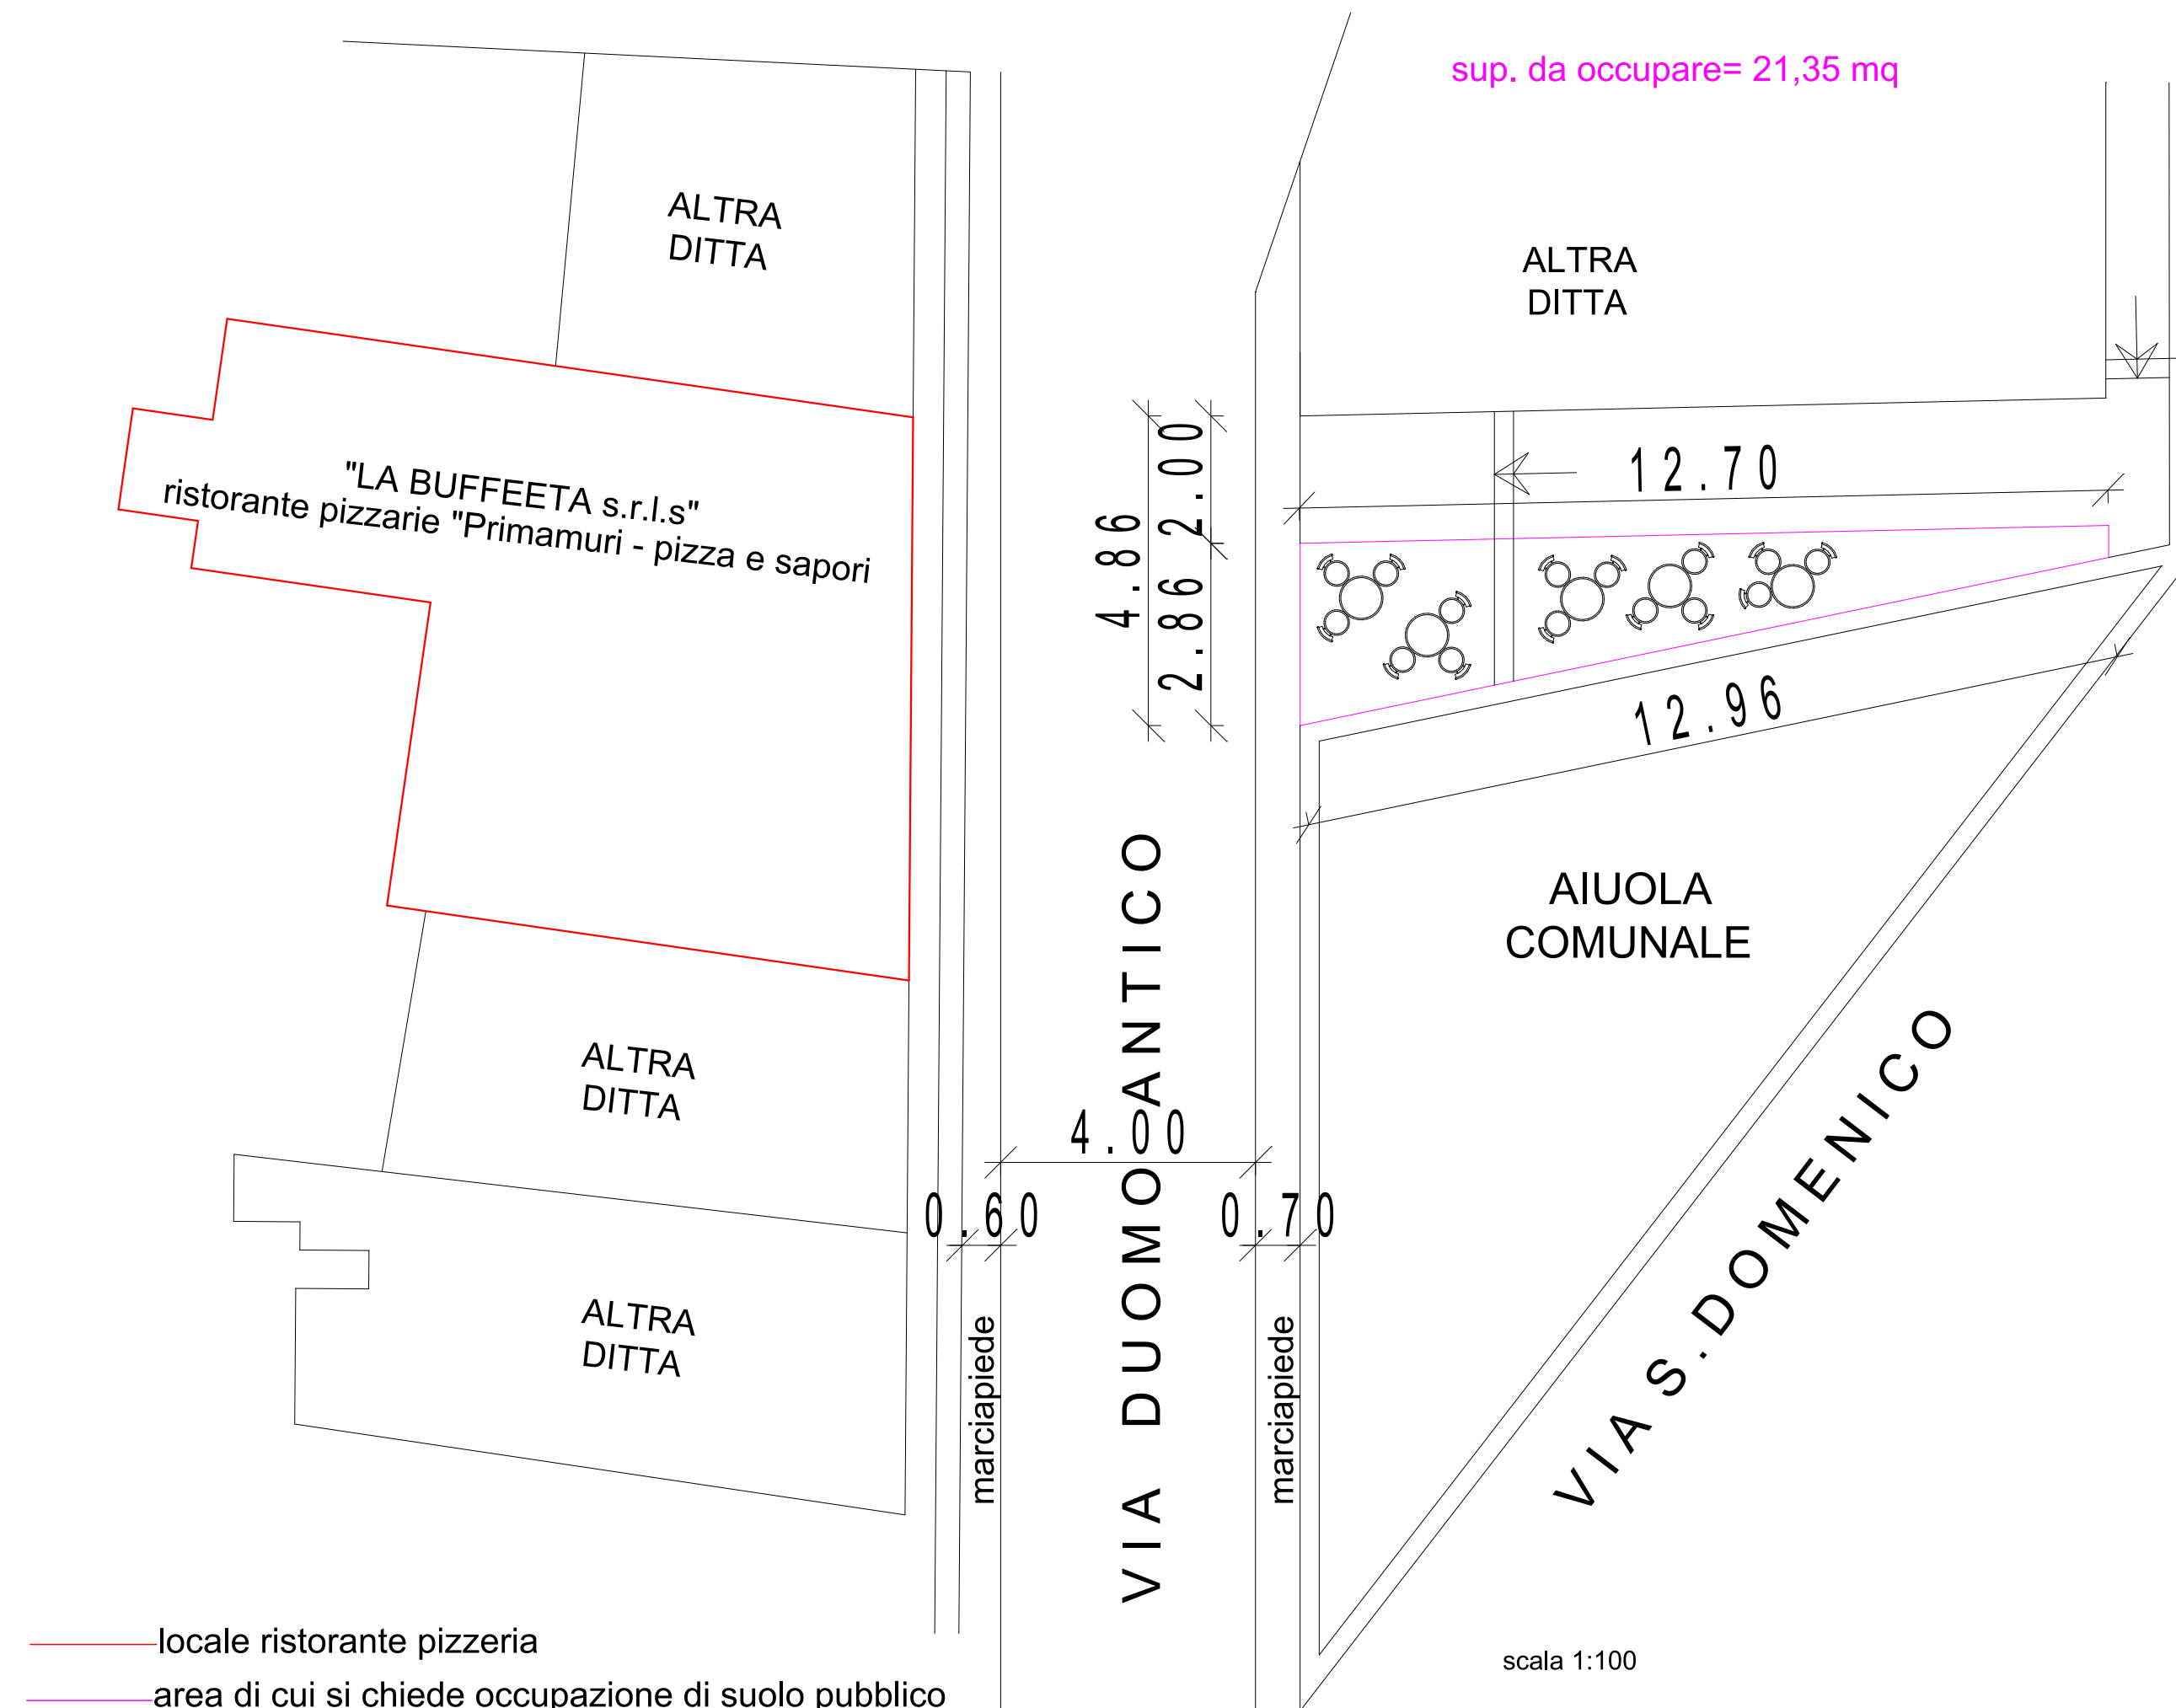 sup. da occupare= 21,35 mq
ALTRA
DITTA
ALTRA
DITTA
"LA BUFFEETA s.r.l.s"
ristorante pizzarie "Primamuri - pizza e sapori
12.70
4.86
2.86
2.00
12.96
AIUOLA
COMUNALE
VIA DUOMO ANTICO
VIA S. DOMENICO
ALTRA
DITTA
4.00
0.60
0.70
ALTRA
DITTA
marciapiede
marciapiede
locale ristorante pizzeria
area di cui si chiede occupazione di suolo pubblico
scala 1:100